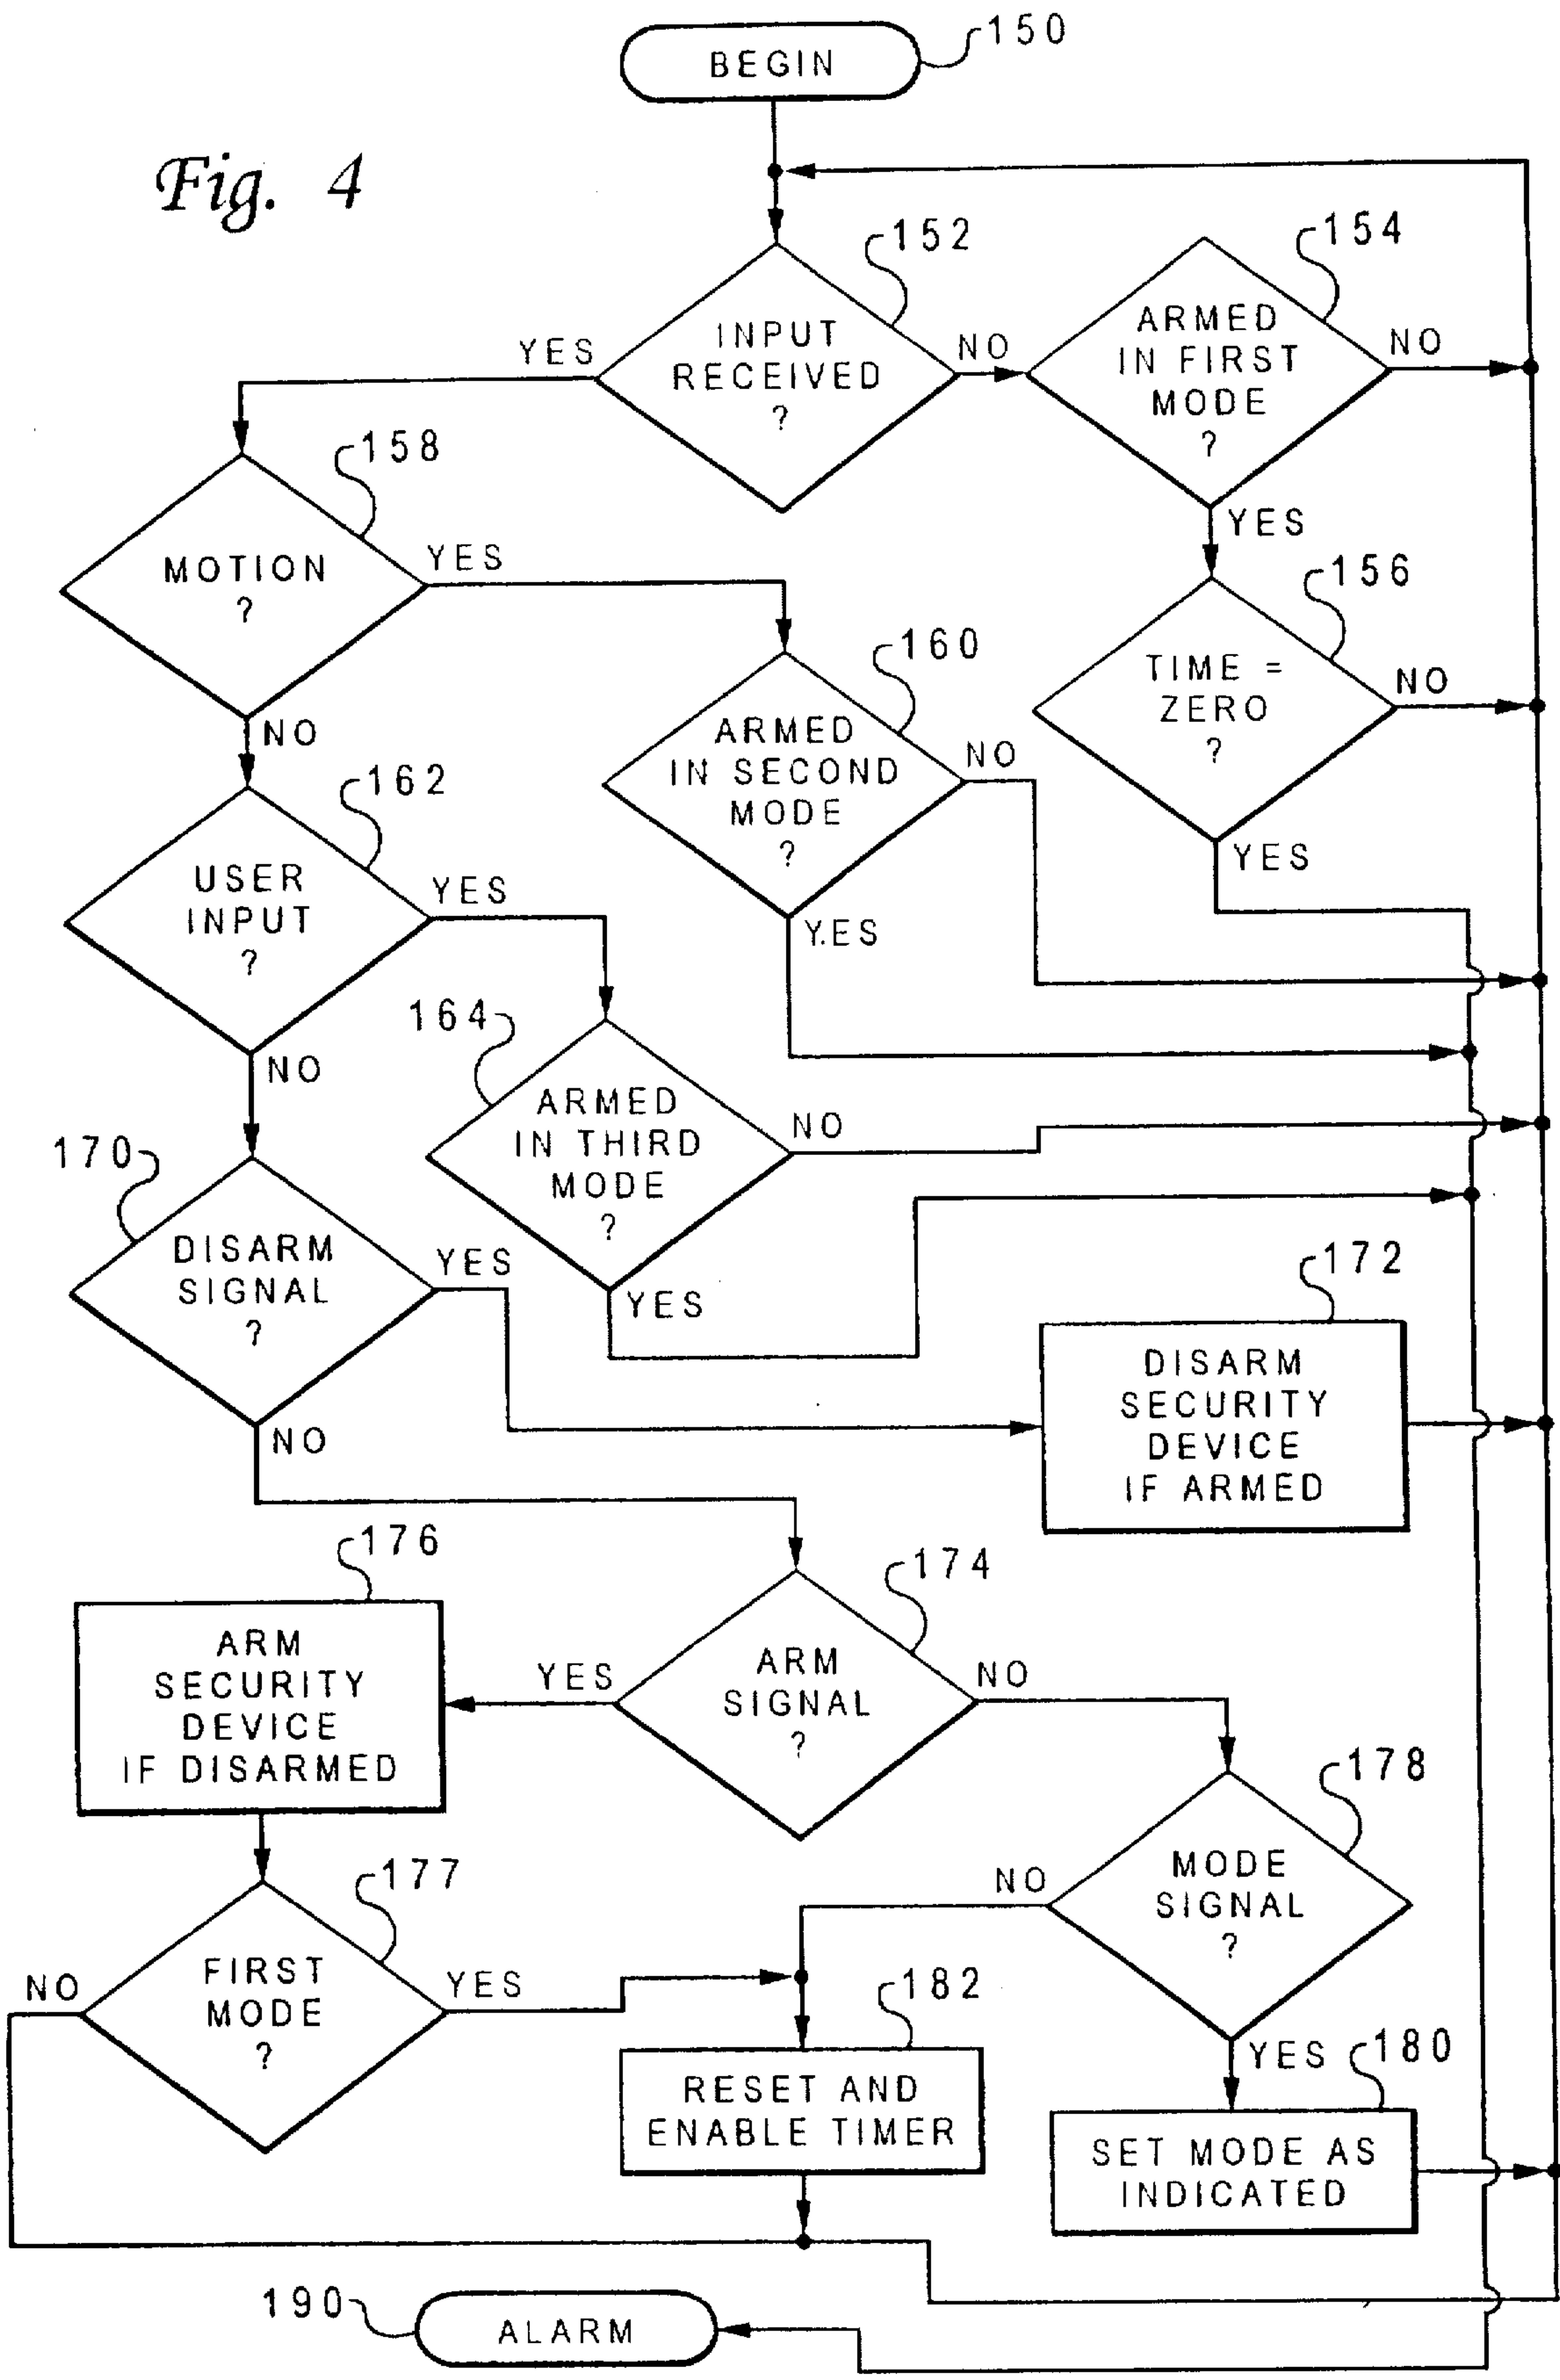 BEGIN
150
Fig. 4
152
154
INPUT
RECEIVED
?
YES
NO
ARMED
IN FIRST
MODE
?
NO
YES
158
MOTION
?
YES
NO
156
TIME =
ZERO
?
NO
YES
160
ARMED
IN SECOND
MODE
?
NO
Y.ES
162
USER
INPUT
?
YES
NO
164
ARMED
IN THIRD
MODE
?
NO
YES
170
DISARM
SIGNAL
?
YES
NO
172
DISARM
SECURITY
DEVICE
IF ARMED
176
ARM
SECURITY
DEVICE
IF DISARMED
174
YES
ARM
SIGNAL
?
NO
178
MODE
SIGNAL
?
NO
YES
177
NO
FIRST
MODE
?
YES
182
RESET AND
ENABLE TIMER
180
SET MODE AS
INDICATED
190
ALARM